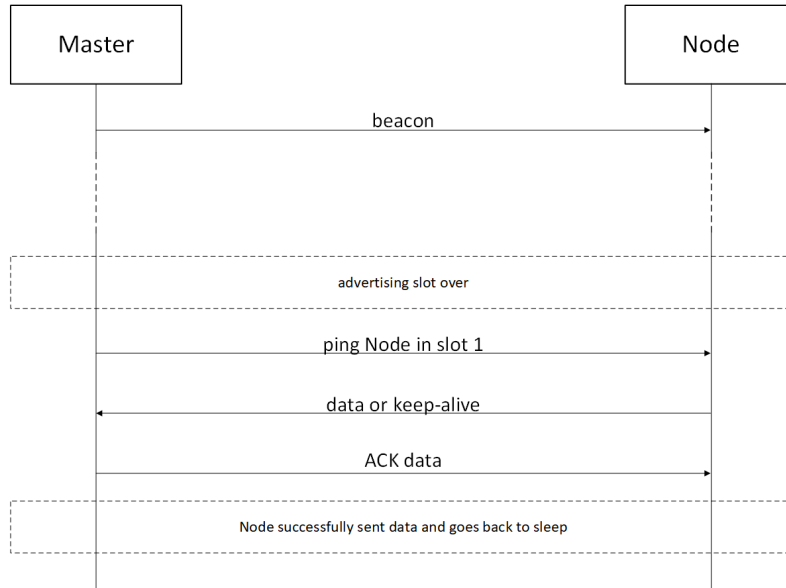 Master
Node
beacon
advertising slot over
ping Node in slot 1
data or keep-alive
ACK data
Node successfully sent data and goes back to sleep